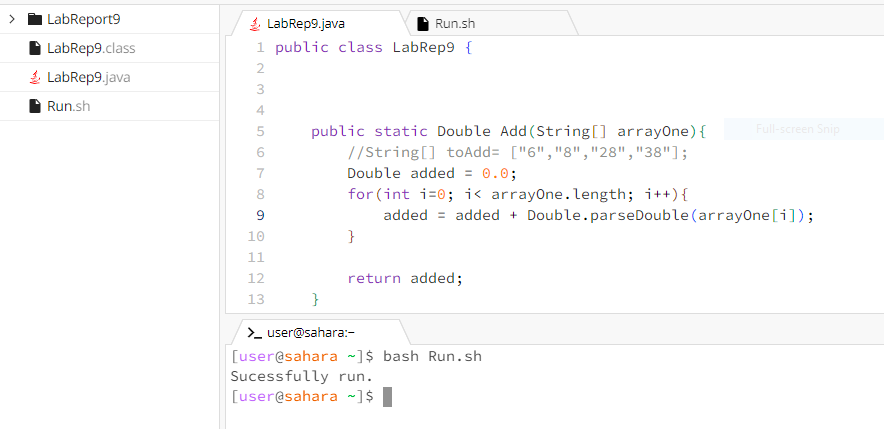 LabReport9
LabRep9.class
LabRep9.java
Run.sh
LabRep9.java
Run.sh
1 public class LabRep9 {
2
3
4
5 public static Double Add(String[] arrayOne){
Full-screen Snip
6 //String[] toAdd= ["6","8","28","38"];
7 Double added = 0.0;
8 for(int i=0; i< arrayOne.length; i++){
9 added = added + Double.parseDouble(arrayOne[i]);
10 }
11
12 return added;
13 }
>_ user@sahara:~
[user@sahara ~]$ bash Run.sh
Sucessfully run.
[user@sahara ~]$